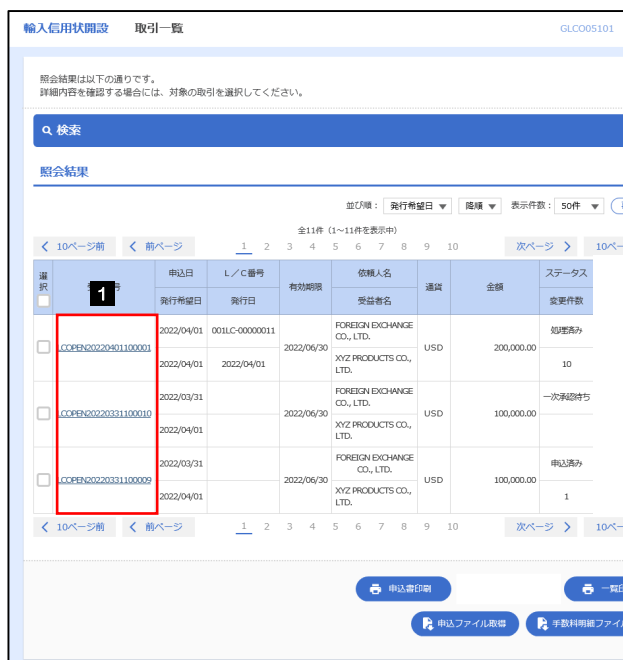 輸入信用状開設 取引一覧 GLCO05101
照会結果は以下の通りです。
詳細内容を確認する場合には、対象の取引を選択してください。
検索
照会結果
並び順： 発行希望日 ▼ 降順 ▼ 表示件数： 50件 ▼
全11件（1～11件を表示中）
10ページ前 前ページ 1 2 3 4 5 6 7 8 9 10 次ページ 10ペー
選択 1 号 申込日 L／C番号 有効期限 依頼人名 通貨 金額 ステータス
発行希望日 発行日 受益者名 変更件数
LCOPEN20220401100001 2022/04/01 001LC-00000011 2022/06/30 FOREIGN EXCHANGE CO., LTD. USD 200,000.00 処理済み
2022/04/01 2022/04/01 XYZ PRODUCTS CO., LTD. 10
LCOPEN20220331100010 2022/03/31 2022/06/30 FOREIGN EXCHANGE CO., LTD. USD 100,000.00 一次承認待ち
2022/04/01 XYZ PRODUCTS CO., LTD.
LCOPEN20220331100009 2022/03/31 2022/06/30 FOREIGN EXCHANGE CO., LTD. USD 100,000.00 申込済み
2022/04/01 XYZ PRODUCTS CO., LTD. 1
10ページ前 前ページ 1 2 3 4 5 6 7 8 9 10 次ページ 10ペー
申込書印刷 一覧
申込ファイル取得 手数料明細ファイル